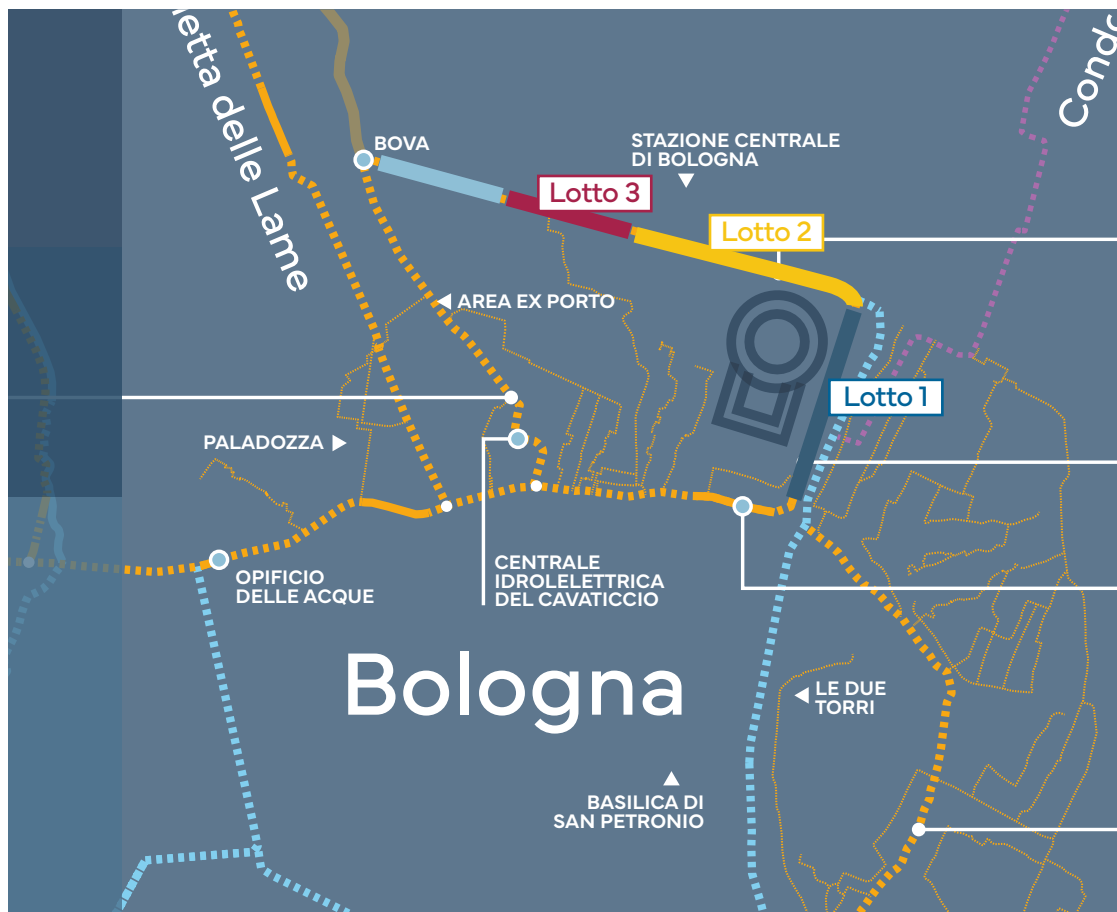 letta delle Lame
Cond
BOVA
STAZIONE CENTRALE
DI BOLOGNA
Lotto 3
Lotto 2
AREA EX PORTO
Lotto 1
PALADOZZA
OPIFICIO
DELLE ACQUE
CENTRALE
IDROLELETTRICA
DEL CAVATICCIO
Bologna
LE DUE
TORRI
BASILICA DI
SAN PETRONIO